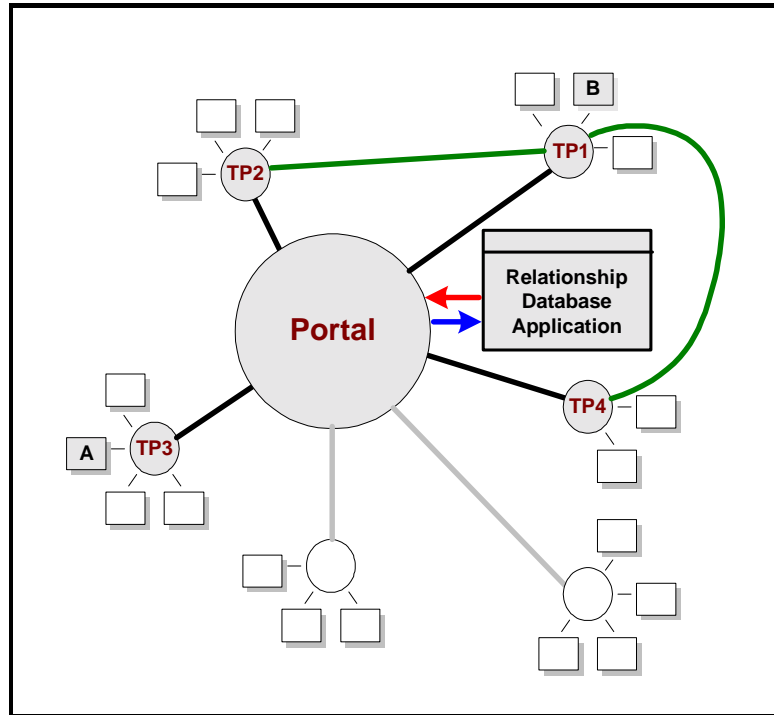 B
TP1
TP2
Relationship
Database
Application
Portal
TP4
A
TP3